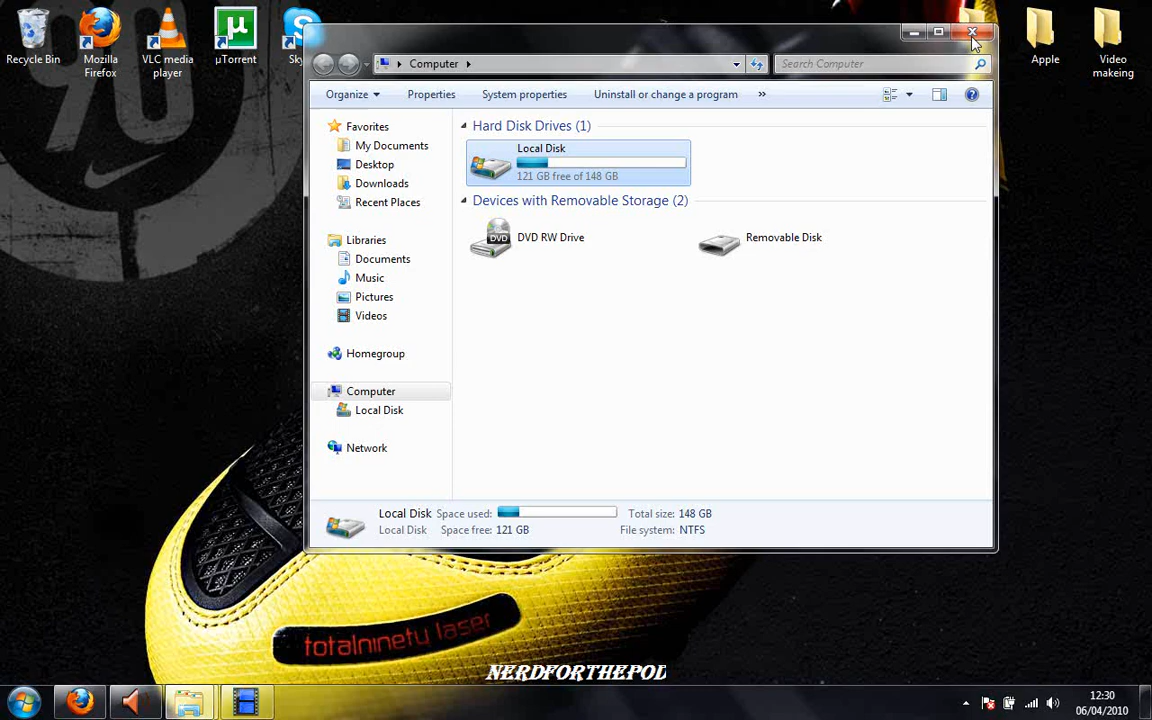 Recycle Bin
Mozilla Firefox
VLC media player
µTorrent
Sky
Apple
Video makeing
Computer
Search Computer
Organize
Properties
System properties
Uninstall or change a program
»
Favorites
My Documents
Desktop
Downloads
Recent Places
Libraries
Documents
Music
Pictures
Videos
Homegroup
Computer
Local Disk
Network
Hard Disk Drives (1)
Local Disk
121 GB free of 148 GB
Devices with Removable Storage (2)
DVD
DVD RW Drive
Removable Disk
Local Disk Space used: Total size: 148 GB
Local Disk Space free: 121 GB File system: NTFS
90
totalninety laser
NERDFORTHEPOD
12:30
06/04/2010